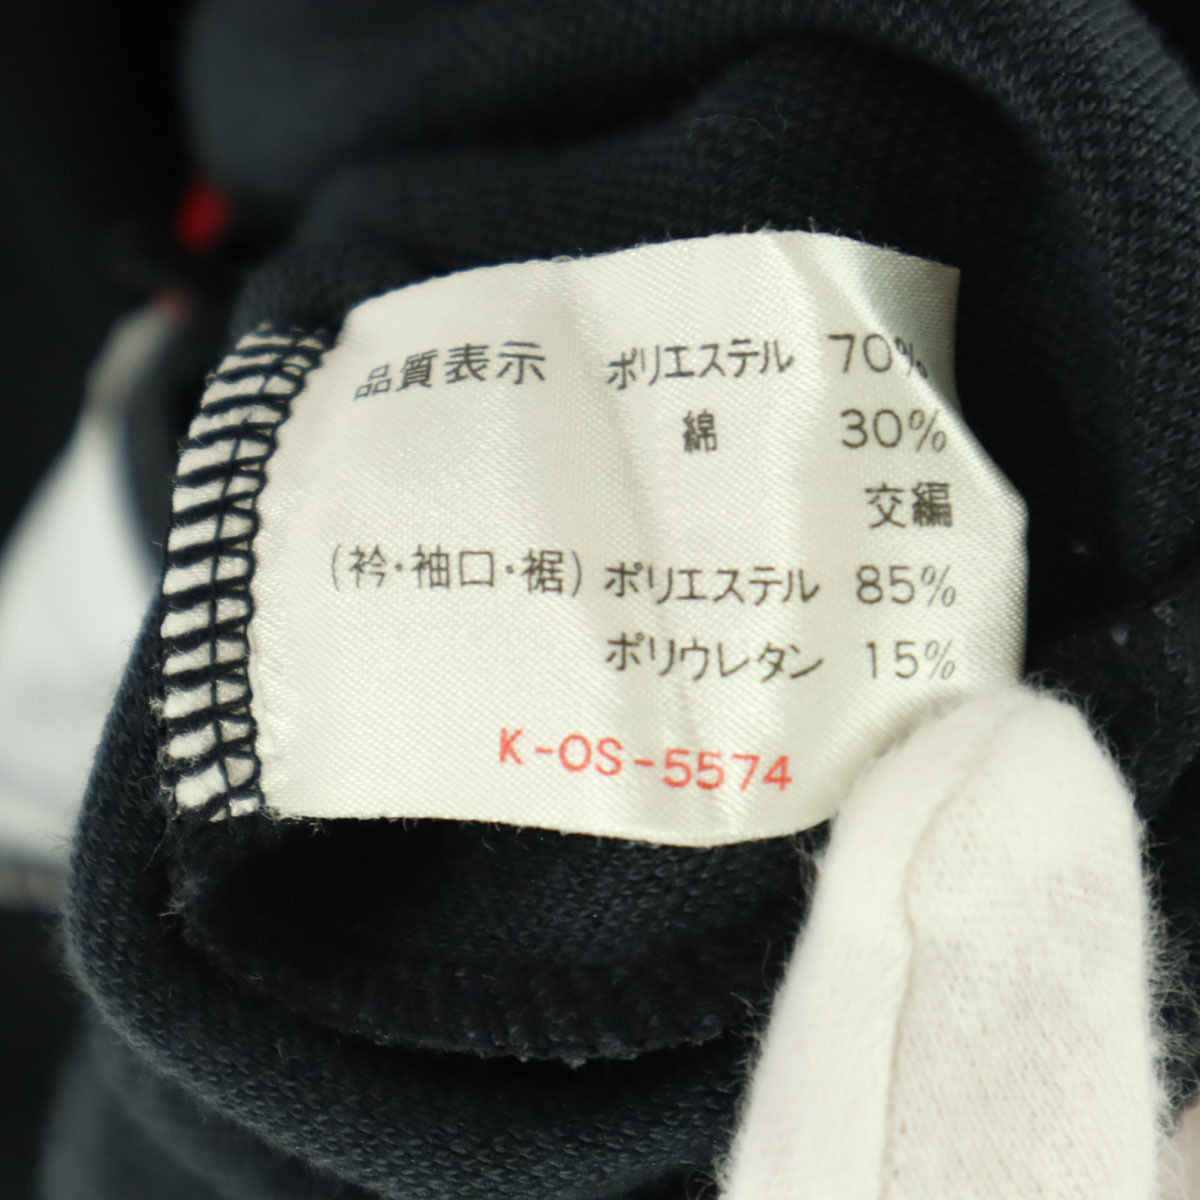 品質表示 ポリエステル 70%
綿 30%
交編
(衿・袖口・裾) ポリエステル 85%
ポリウレタン 15%
K-OS-5574